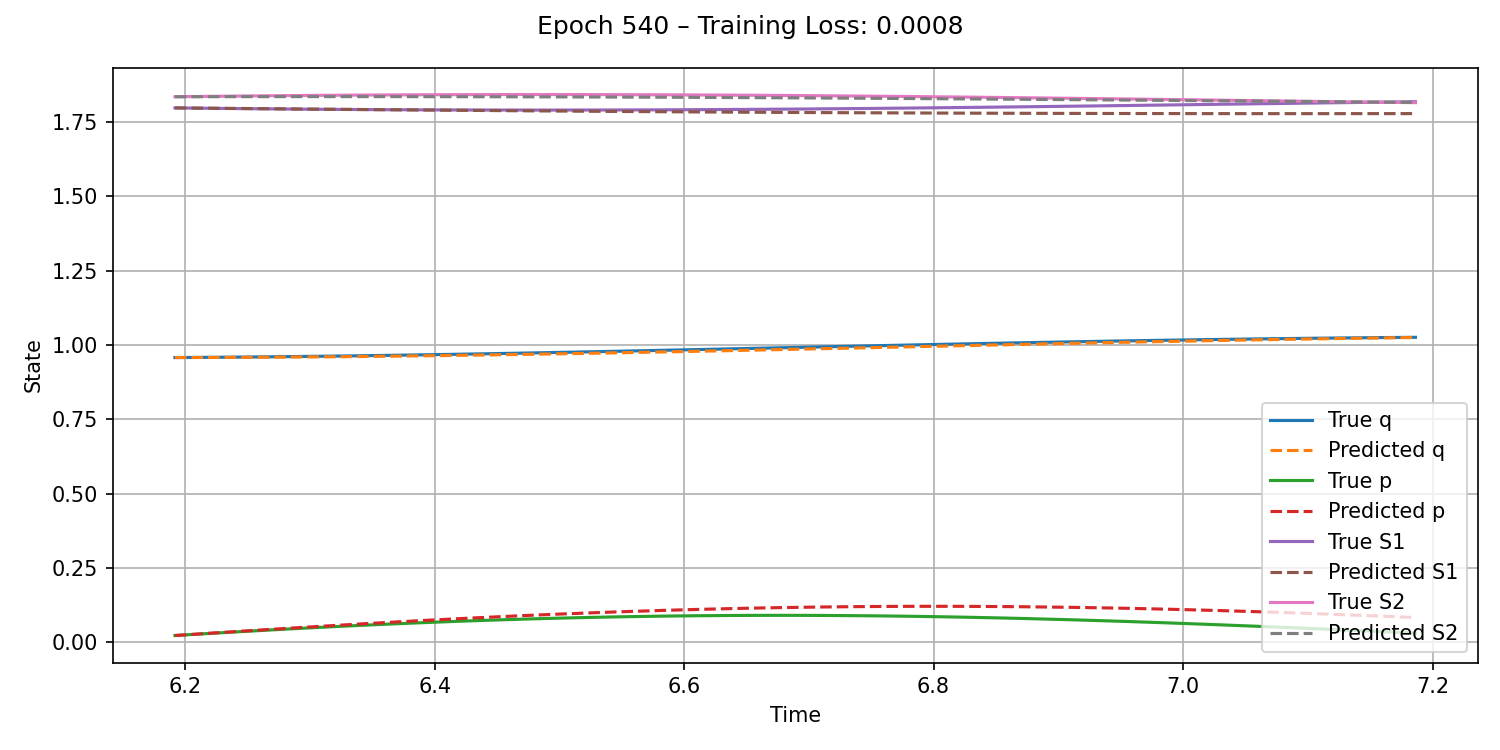 Epoch 540 – Training Loss: 0.0008
State
1.75
1.50
1.25
1.00
0.75
0.50
0.25
0.00
True q
Predicted q
True p
Predicted p
True S1
Predicted S1
True S2
Predicted S2
6.2 6.4 6.6 6.8 7.0 7.2
Time